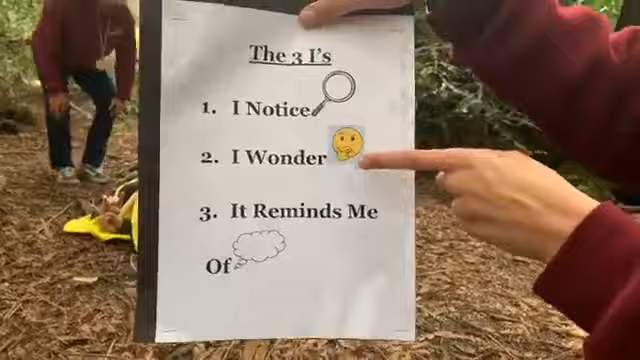 The 3 I's
1. I Notice
2. I Wonder
3. It Reminds Me
Of